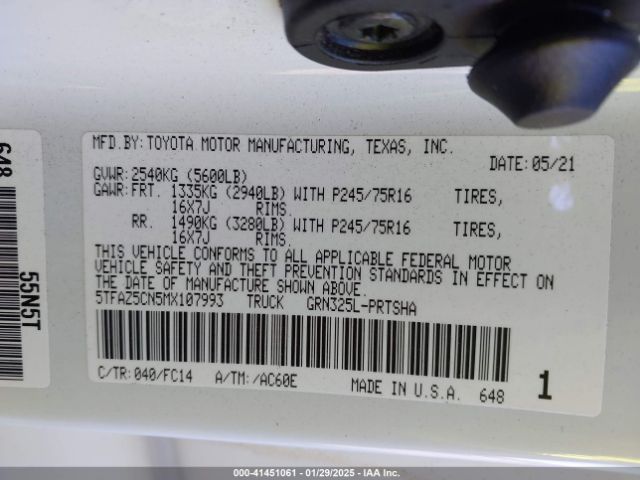 MFD.BY:TOYOTA MOTOR MANUFACTURING, TEXAS, INC.
DATE:05/21
GVWR:2540KG (5600LB)
GAWR:FRT. 1335KG (2940LB) WITH P245/75R16 TIRES,
16X7J RIMS.
RR. 1490KG (3280LB) WITH P245/75R16 TIRES,
16X7J RIMS.
THIS VEHICLE CONFORMS TO ALL APPLICABLE FEDERAL MOTOR
VEHICLE SAFETY AND THEFT PREVENTION STANDARDS IN EFFECT ON
THE DATE OF MANUFACTURE SHOWN ABOVE.
5TFAZ5CN5MX107993 TRUCK GRN325L-PRTSHA
C/TR:040/FC14 A/TM:/AC60E MADE IN U.S.A. 648 1
648
55N5T
000-41451061 - 01/29/2025 - IAA Inc.